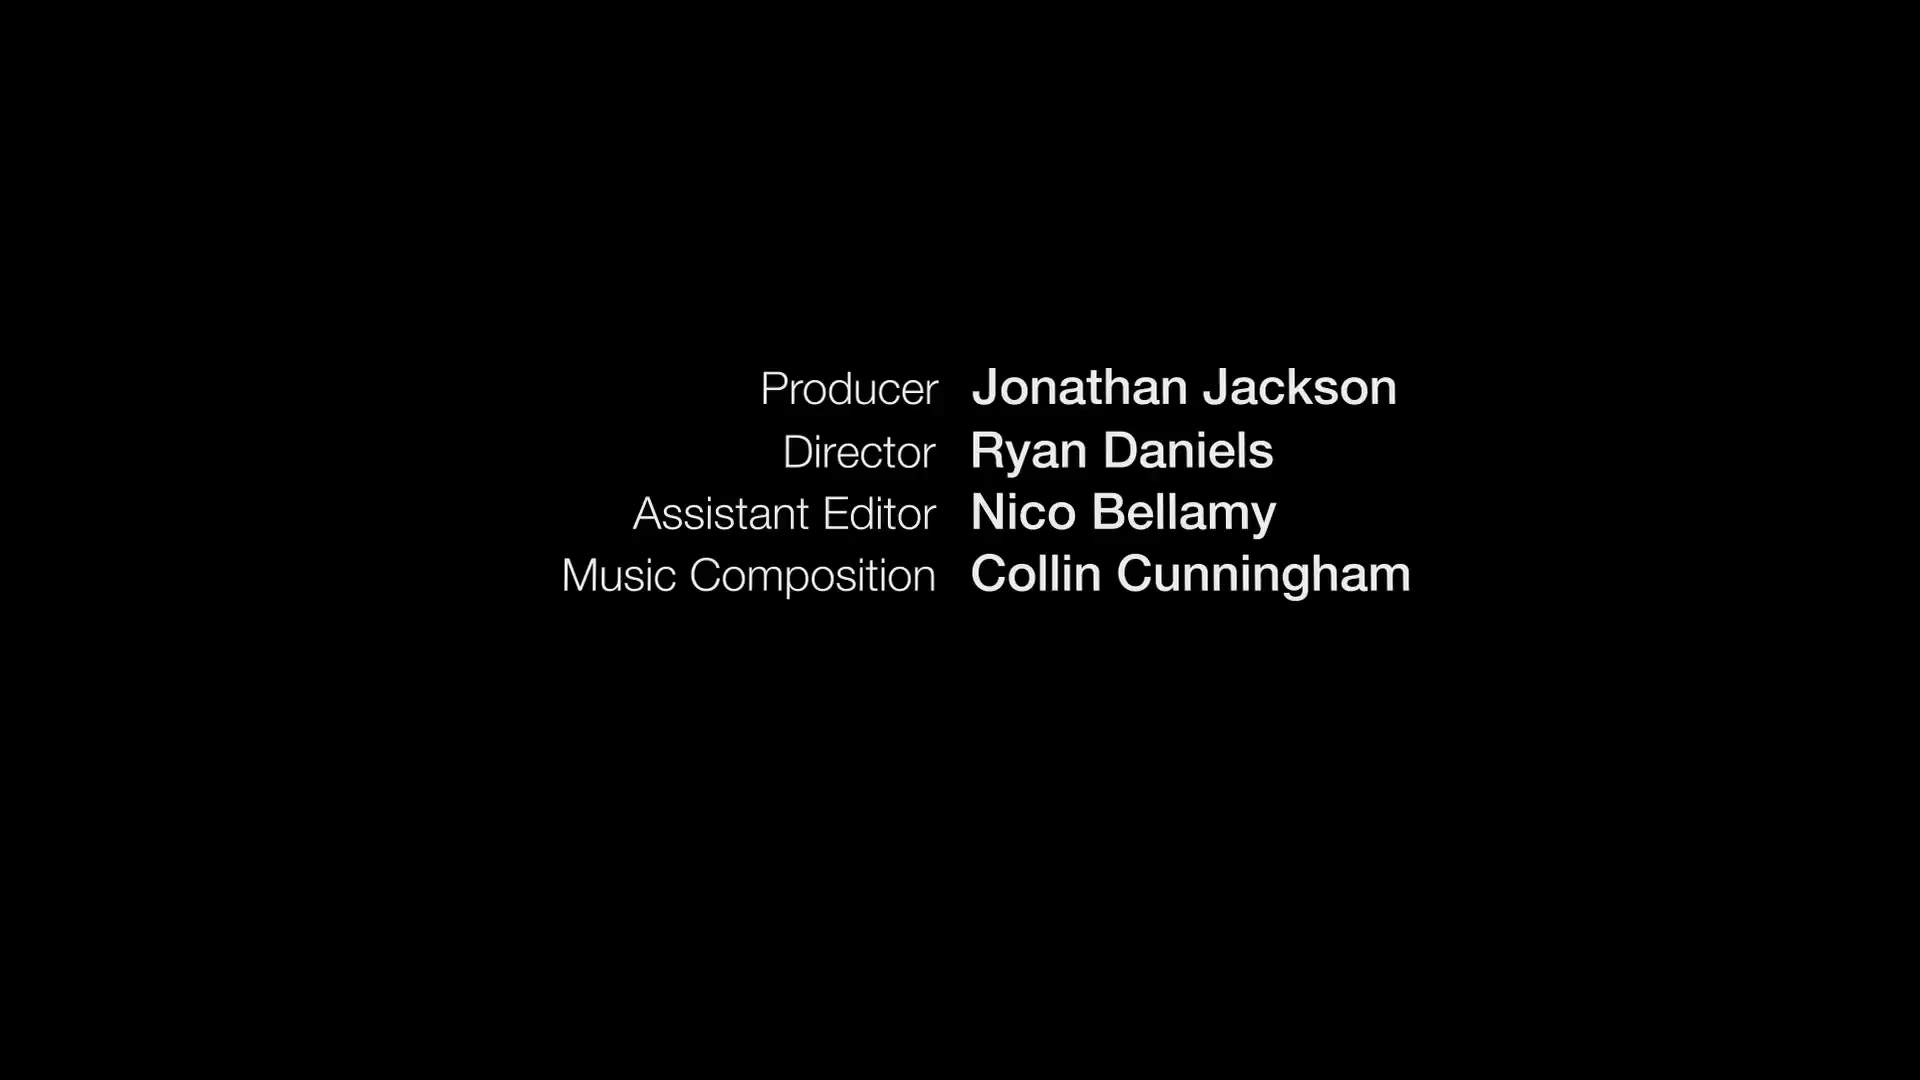 Producer Jonathan Jackson
Director Ryan Daniels
Assistant Editor Nico Bellamy
Music Composition Collin Cunningham